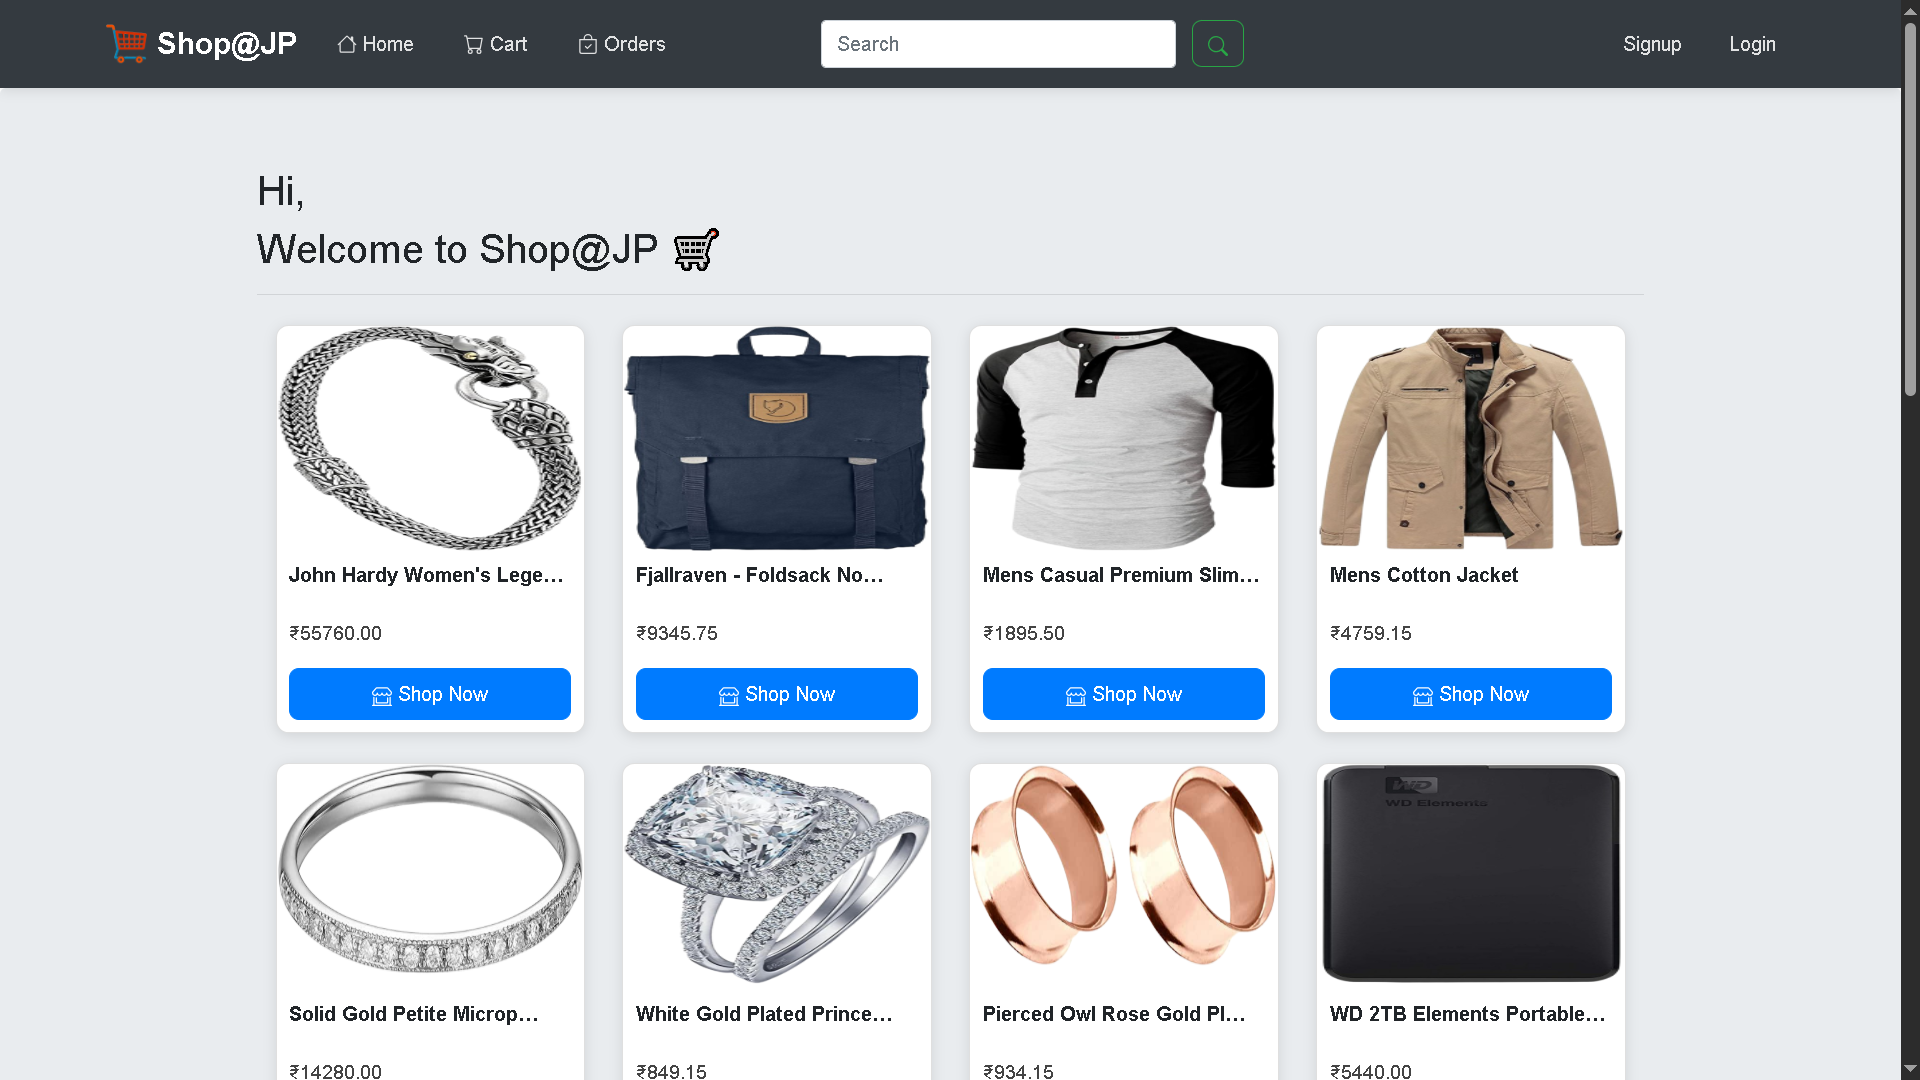 Shop@JP Home Cart Orders Search Signup Login
Hi,
Welcome to Shop@JP
John Hardy Women's Lege...
₹55760.00
Shop Now
Fjallraven - Foldsack No...
₹9345.75
Shop Now
Mens Casual Premium Slim...
₹1895.50
Shop Now
Mens Cotton Jacket
₹4759.15
Shop Now
Solid Gold Petite Microp...
₹14280.00
White Gold Plated Prince...
₹849.15
Pierced Owl Rose Gold Pl...
₹934.15
WD
WD Elements
WD 2TB Elements Portable...
₹5440.00